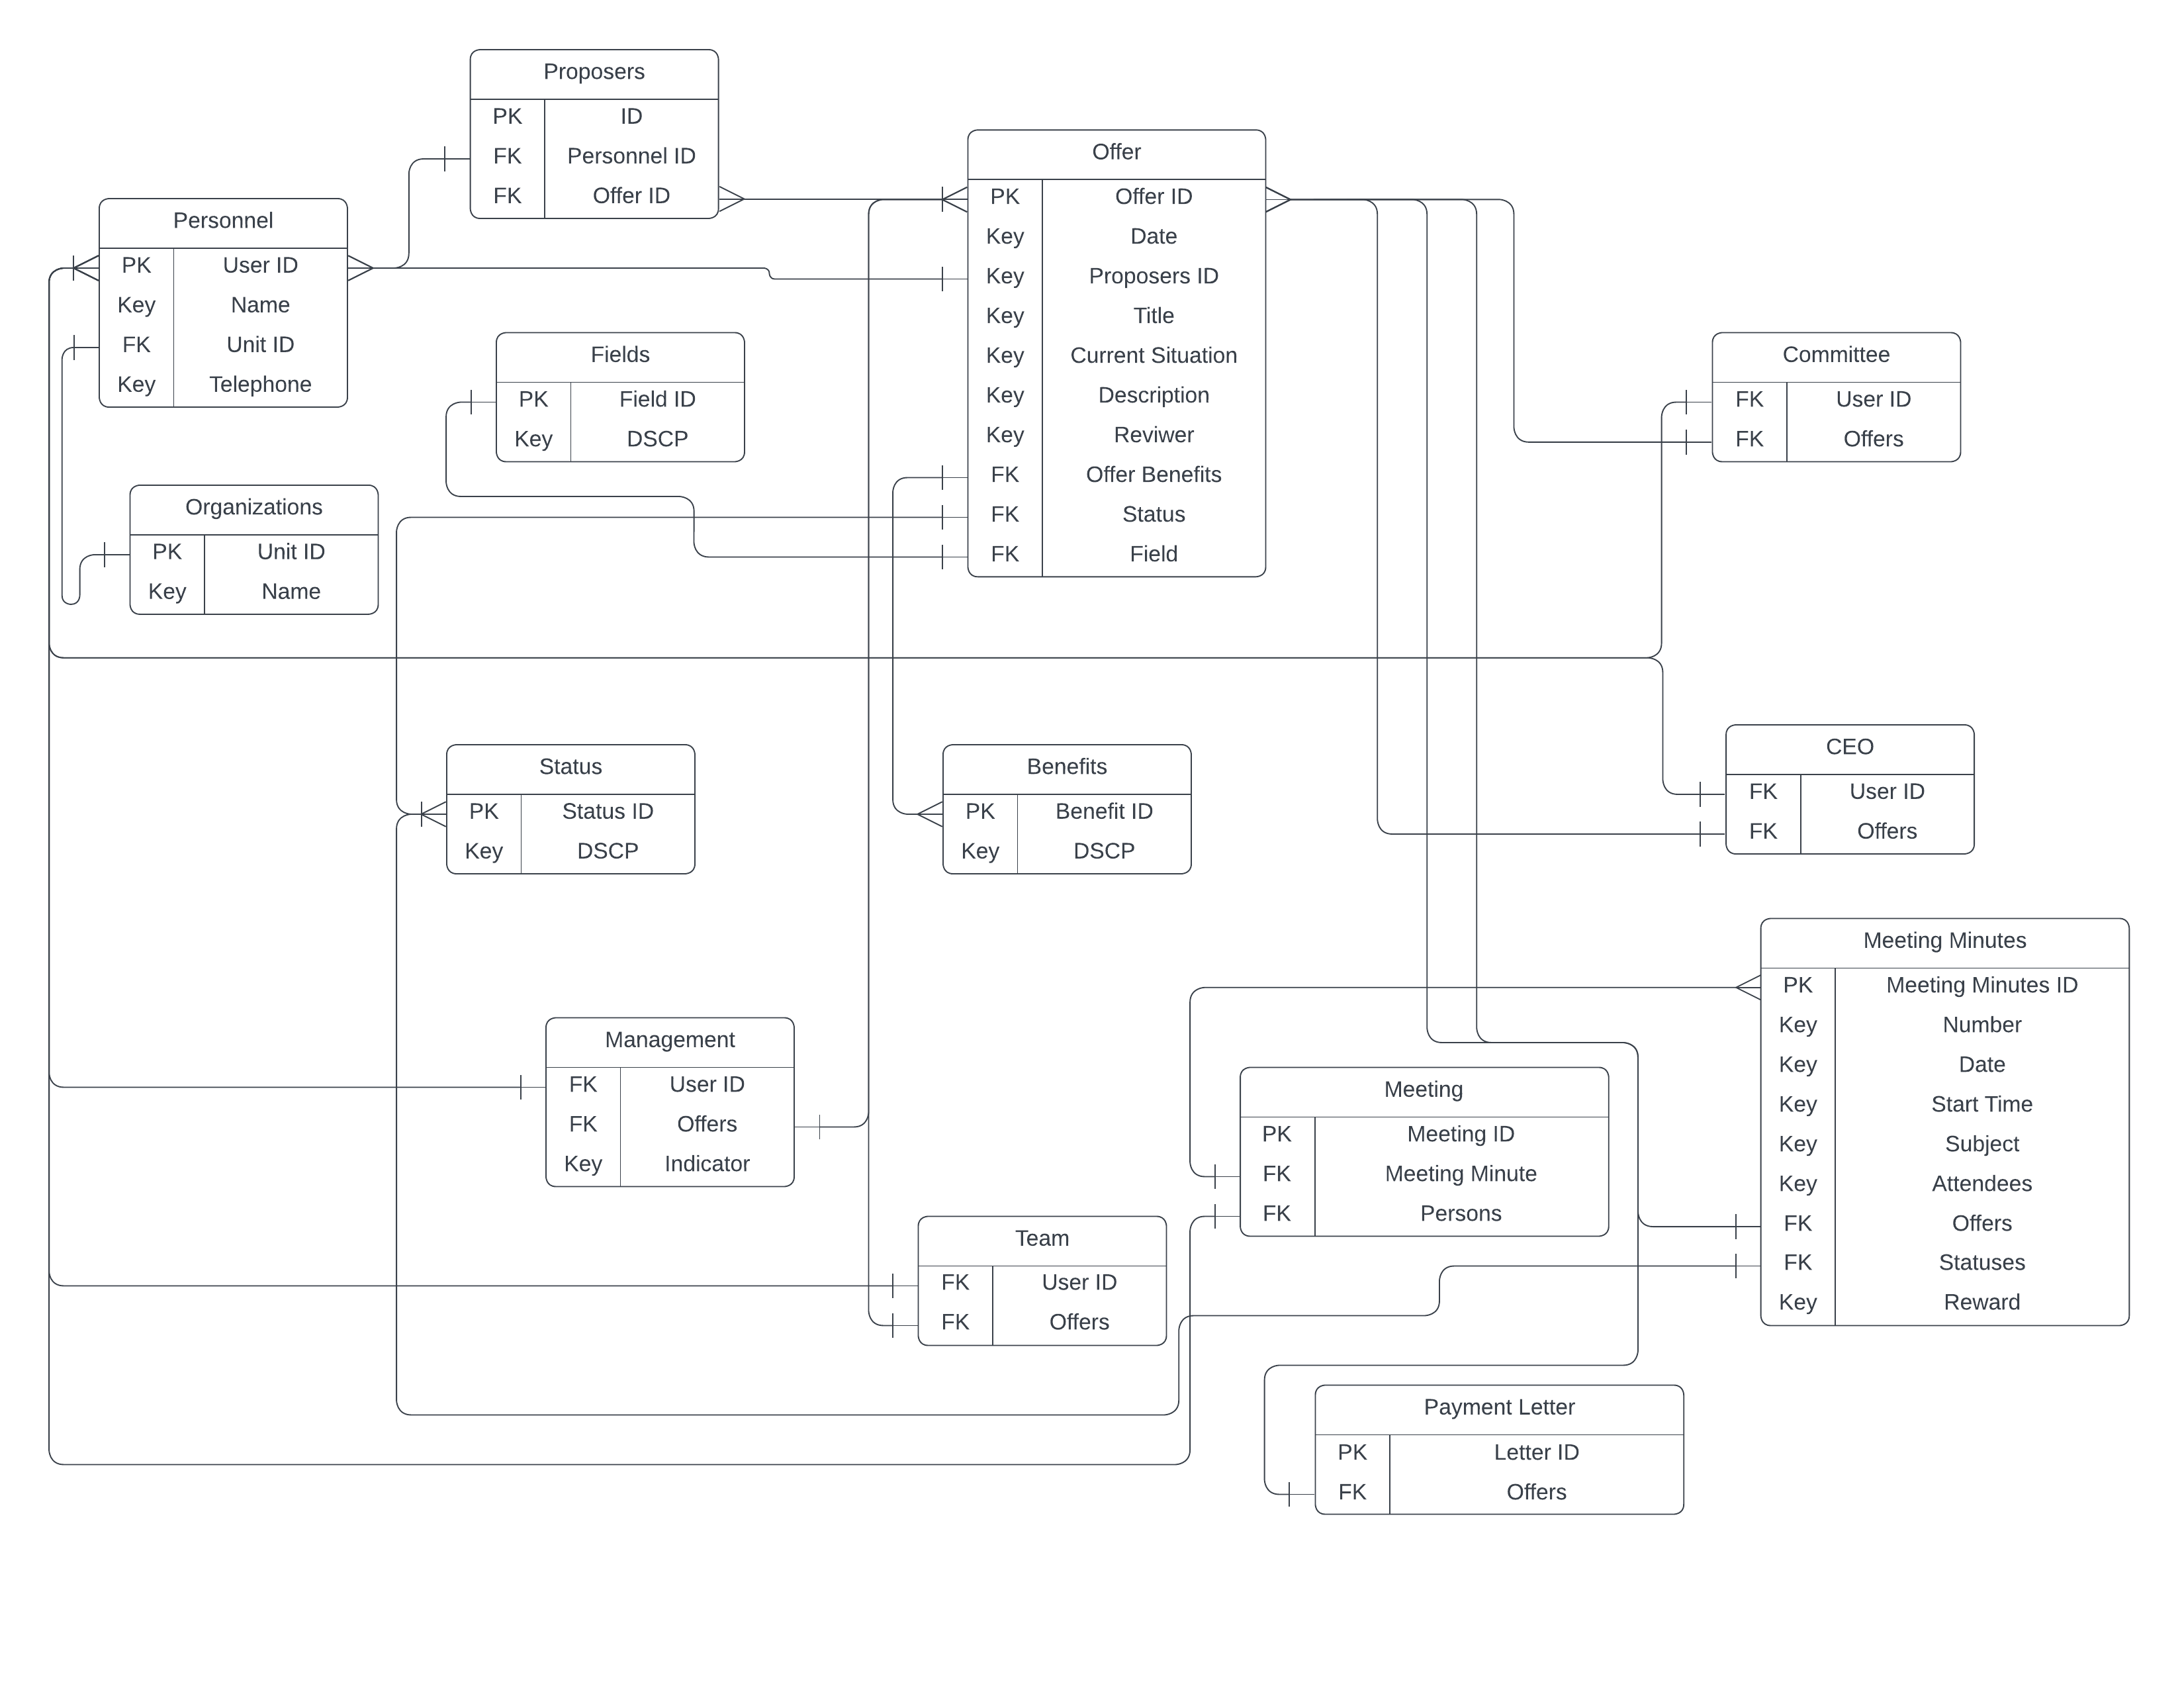 Proposers
PK ID
FK Personnel ID
FK Offer ID
Offer
PK Offer ID
Key Date
Key Proposers ID
Key Title
Key Current Situation
Key Description
Key Reviwer
FK Offer Benefits
FK Status
FK Field
Personnel
PK User ID
Key Name
FK Unit ID
Key Telephone
Fields
PK Field ID
Key DSCP
Committee
FK User ID
FK Offers
Organizations
PK Unit ID
Key Name
Status
PK Status ID
Key DSCP
Benefits
PK Benefit ID
Key DSCP
CEO
FK User ID
FK Offers
Meeting Minutes
PK Meeting Minutes ID
Key Number
Key Date
Key Start Time
Key Subject
Key Attendees
FK Offers
FK Statuses
Key Reward
Management
FK User ID
FK Offers
Key Indicator
Meeting
PK Meeting ID
FK Meeting Minute
FK Persons
Team
FK User ID
FK Offers
Payment Letter
PK Letter ID
FK Offers